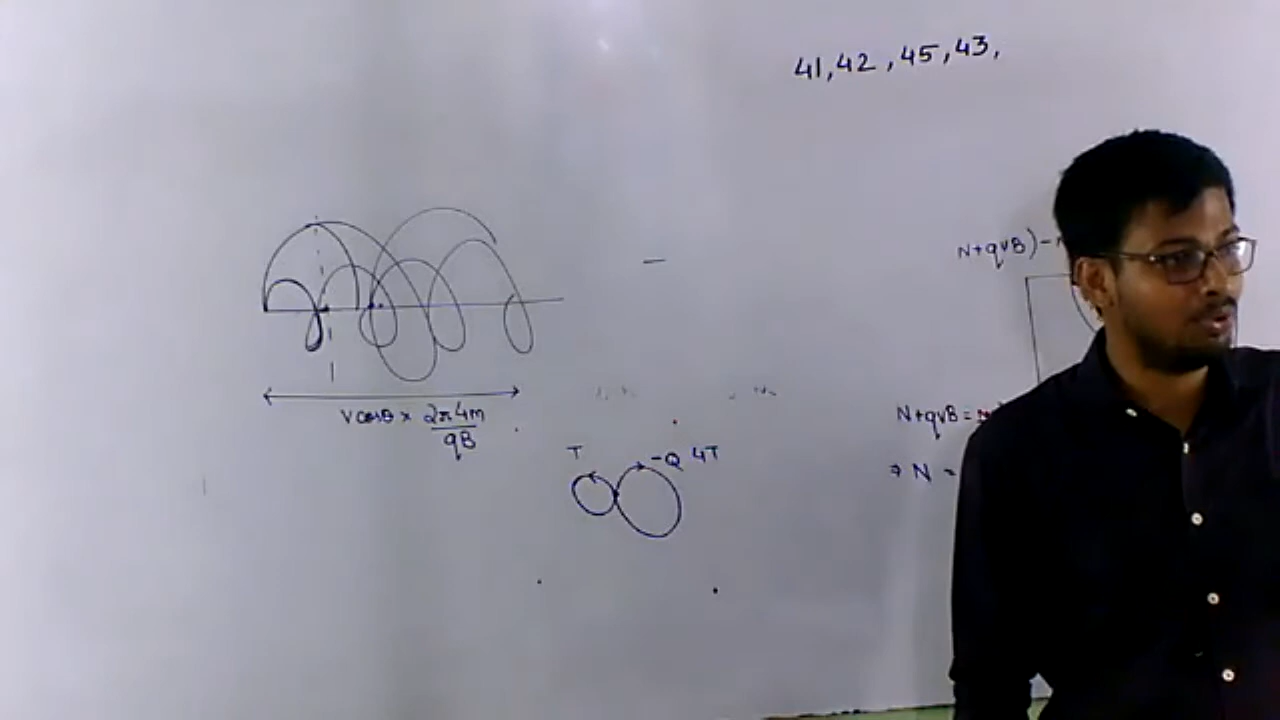 41,42,45,43,
N+qvB)-
vcosθ × 2π4m
qB
T
-Q 4T
N+qvB =
⇒ N =